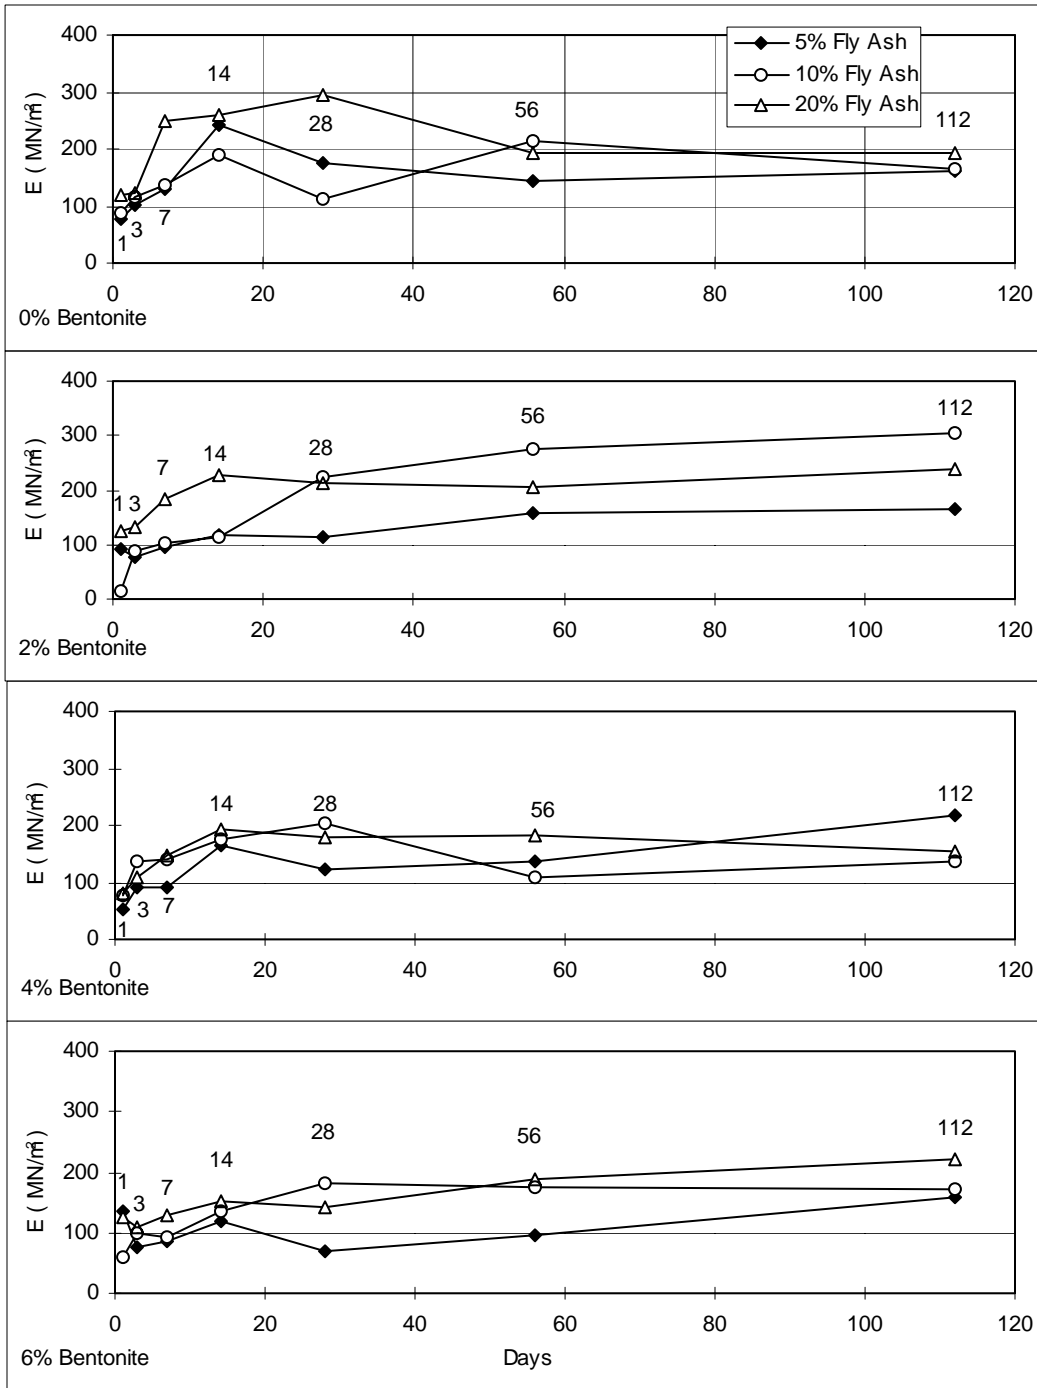 400
5% Fly Ash
10% Fly Ash
14
300
20% Fly Ash
28
56
112
200
E ( MN/m²)
100
7
3
1
0
0 20 40 60 80 100 120
0% Bentonite
400
112
56
300
28
14
7
200
1 3
E ( MN/m²)
100
0
0 20 40 60 80 100 120
2% Bentonite
400
300
14 28 56 112
200
E ( MN/m²)
100
3 7
1
0
0 20 40 60 80 100 120
4% Bentonite
400
300
28 56 112
14
200
1 7
3
E ( MN/m²)
100
0
0 20 40 60 80 100 120
6% Bentonite Days